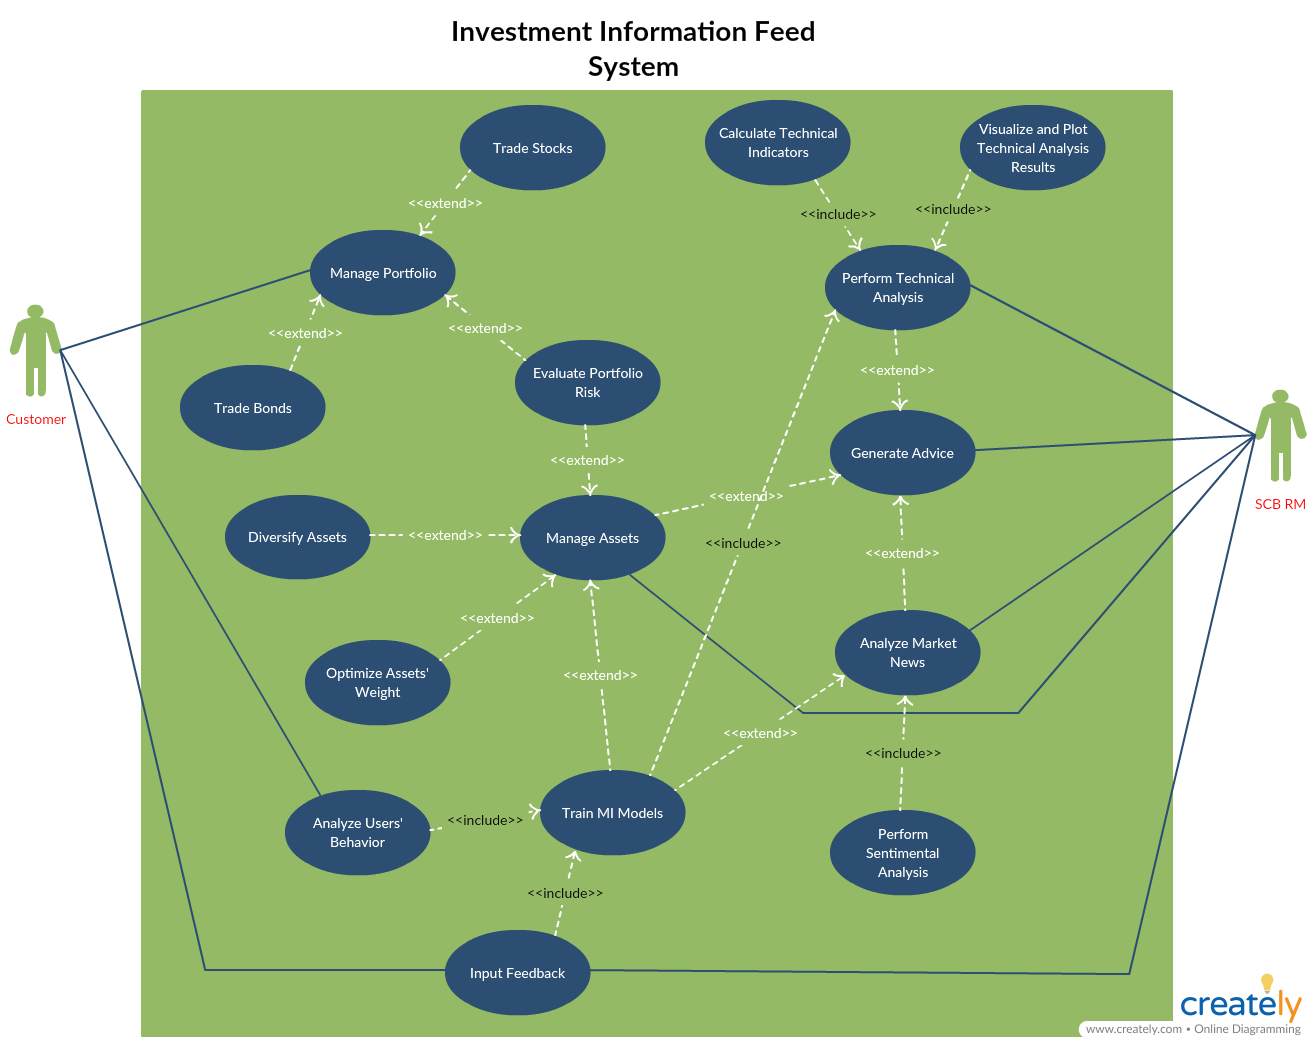 Investment Information Feed
System
Trade Stocks
Calculate Technical
Indicators
Visualize and Plot
Technical Analysis
Results
<<extend>>
<<include>>
<<include>>
Manage Portfolio
Perform Technical
Analysis
<<extend>>
<<extend>>
Customer
Trade Bonds
Evaluate Portfolio
Risk
<<extend>>
Generate Advice
<<extend>>
<<extend>>
SCB RM
Diversify Assets
<<extend>>
Manage Assets
<<include>>
<<extend>>
<<extend>>
Optimize Assets'
Weight
<<extend>>
Analyze Market
News
<<extend>>
<<include>>
Analyze Users'
Behavior
<<include>>
Train MI Models
Perform
Sentimental
Analysis
<<include>>
Input Feedback
creately
www.creately.com • Online Diagramming